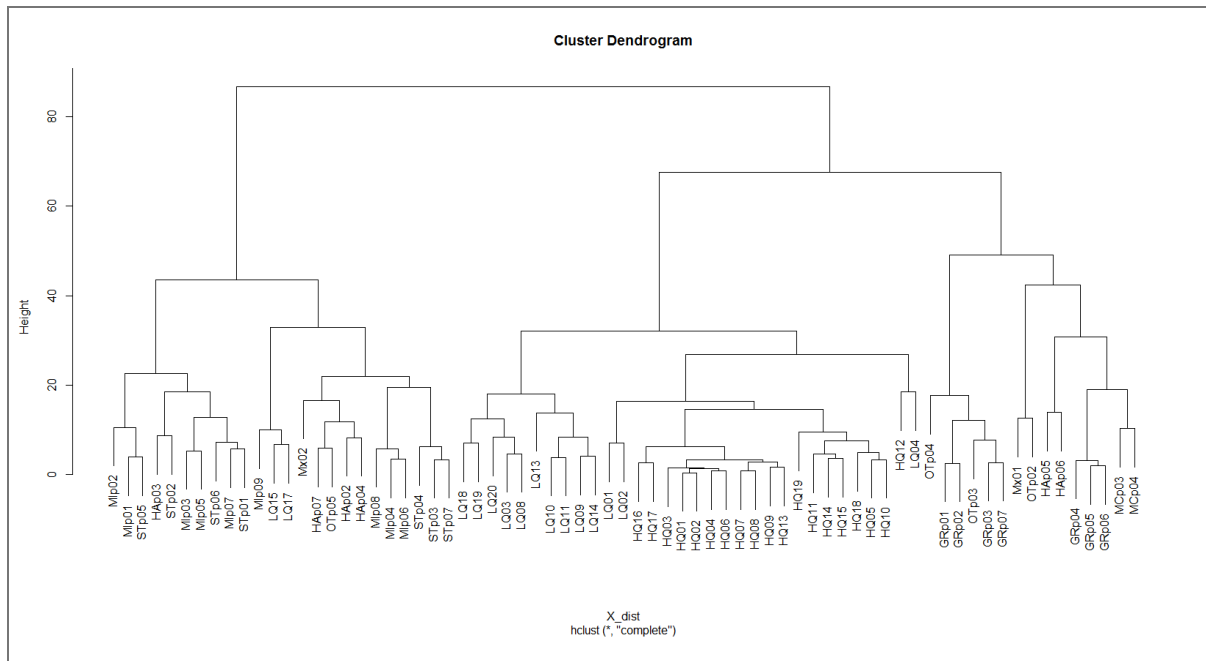 Cluster Dendrogram
80
60
40
20
0
Height
MIp02
MIp01
STp05
HAp03
STp02
MIp03
MIp05
STp06
MIp07
STp01
MIp09
LQ15
LQ17
Mx02
HAp07
OTp05
HAp02
HAp04
MIp08
MIp04
MIp06
STp04
STp03
STp07
LQ18
LQ19
LQ20
LQ03
LQ08
LQ13
LQ10
LQ11
LQ09
LQ14
LQ01
LQ02
HQ16
HQ17
HQ03
HQ01
HQ02
HQ04
HQ06
HQ07
HQ08
HQ09
HQ13
HQ19
HQ11
HQ14
HQ15
HQ18
HQ05
HQ10
HQ12
LQ04
OTp04
GRp01
GRp02
OTp03
GRp03
GRp07
Mx01
OTp02
HAp05
HAp06
GRp04
GRp05
GRp06
MCp03
MCp04
X_dist
hclust (*, "complete")